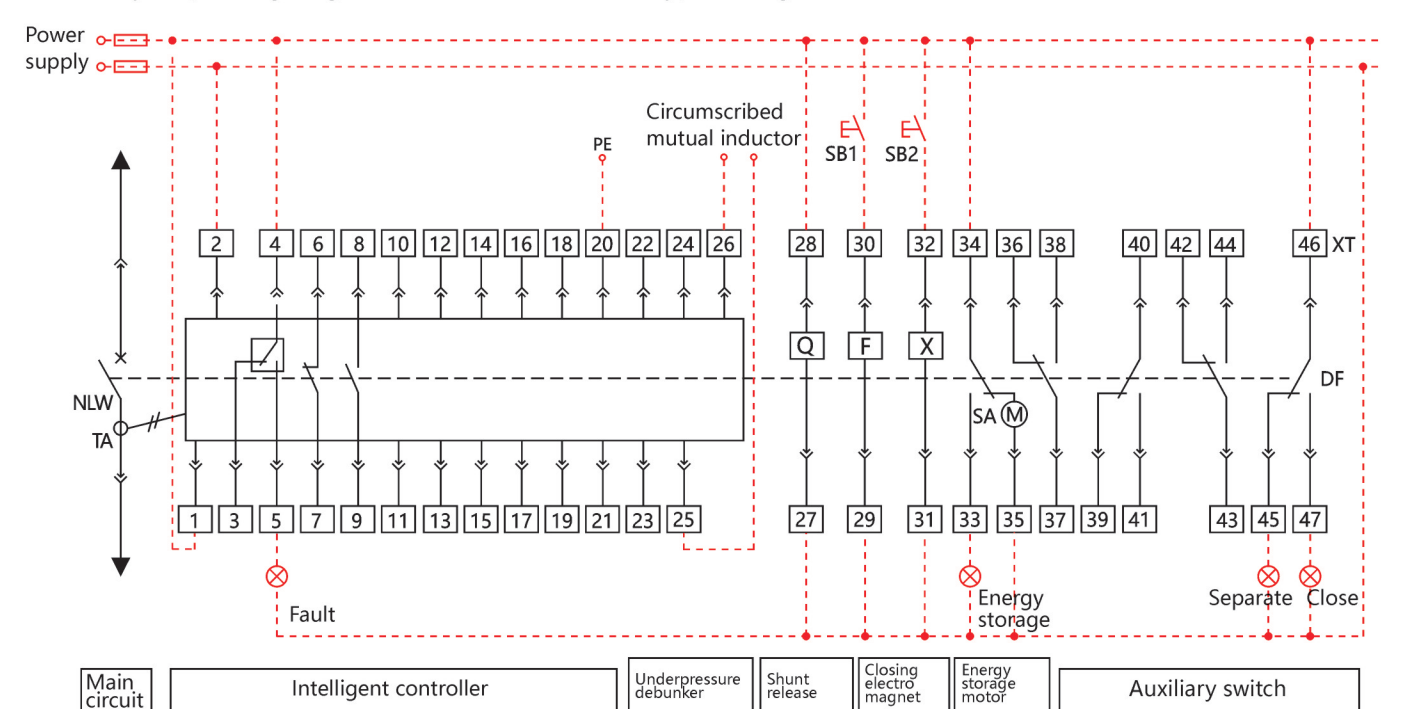 Power
supply
Circumscribed
mutual inductor
PE
SB1
SB2
2
4
6
8
10
12
14
16
18
20
22
24
26
28
30
32
34
36
38
40
42
44
46
XT
Q
F
X
NLW
TA
SA
M
DF
1
3
5
7
9
11
13
15
17
19
21
23
25
27
29
31
33
35
37
39
41
43
45
47
Fault
Energy
storage
Separate
Close
Main
circuit
Intelligent controller
Underpressure
debunker
Shunt
release
Closing
electro
magnet
Energy
storage
motor
Auxiliary switch